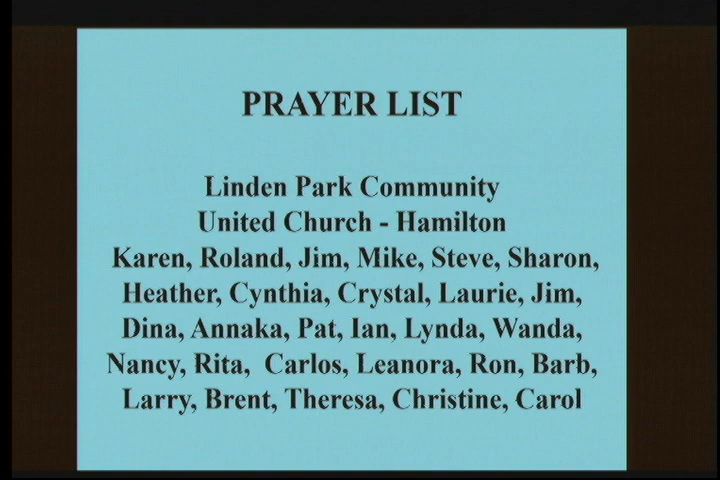 PRAYER LIST
Linden Park Community
United Church - Hamilton
Karen, Roland, Jim, Mike, Steve, Sharon,
Heather, Cynthia, Crystal, Laurie, Jim,
Dina, Annaka, Pat, Ian, Lynda, Wanda,
Nancy, Rita,  Carlos, Leanora, Ron, Barb,
Larry, Brent, Theresa, Christine, Carol